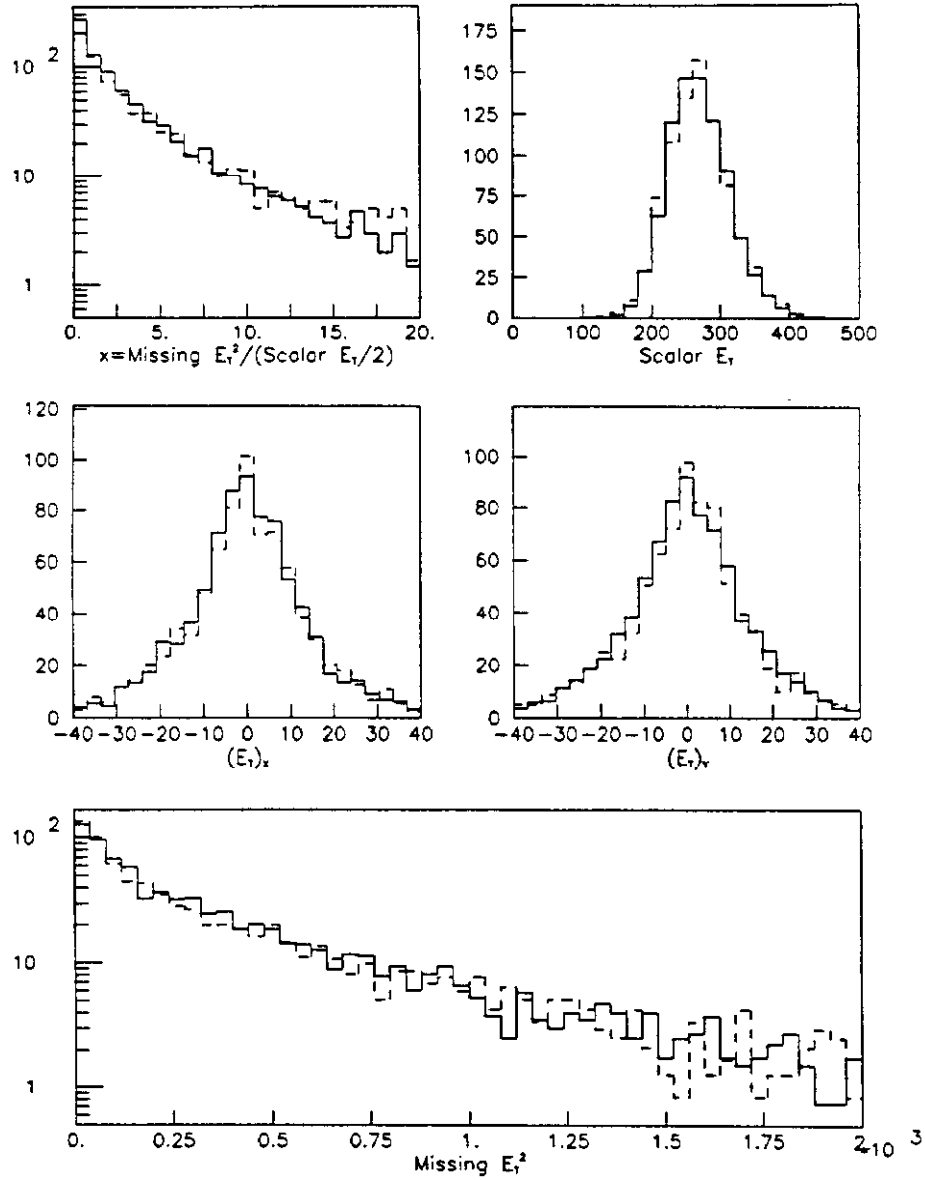 10 2
10
1
0. 5. 10. 15. 20.
x=Missing E_T^2/(Scalar E_T/2)
175
150
125
100
75
50
25
0
0 100 200 300 400 500
Scalar E_T
120
100
80
60
40
20
0
-40 -30 -20 -10 0 10 20 30 40
(E_T)_x
100
80
60
40
20
0
-40 -30 -20 -10 0 10 20 30 40
(E_T)_Y
10 2
10
1
0. 0.25 0.5 0.75 1. 1.25 1.5 1.75 2.
*10 3
Missing E_T^2